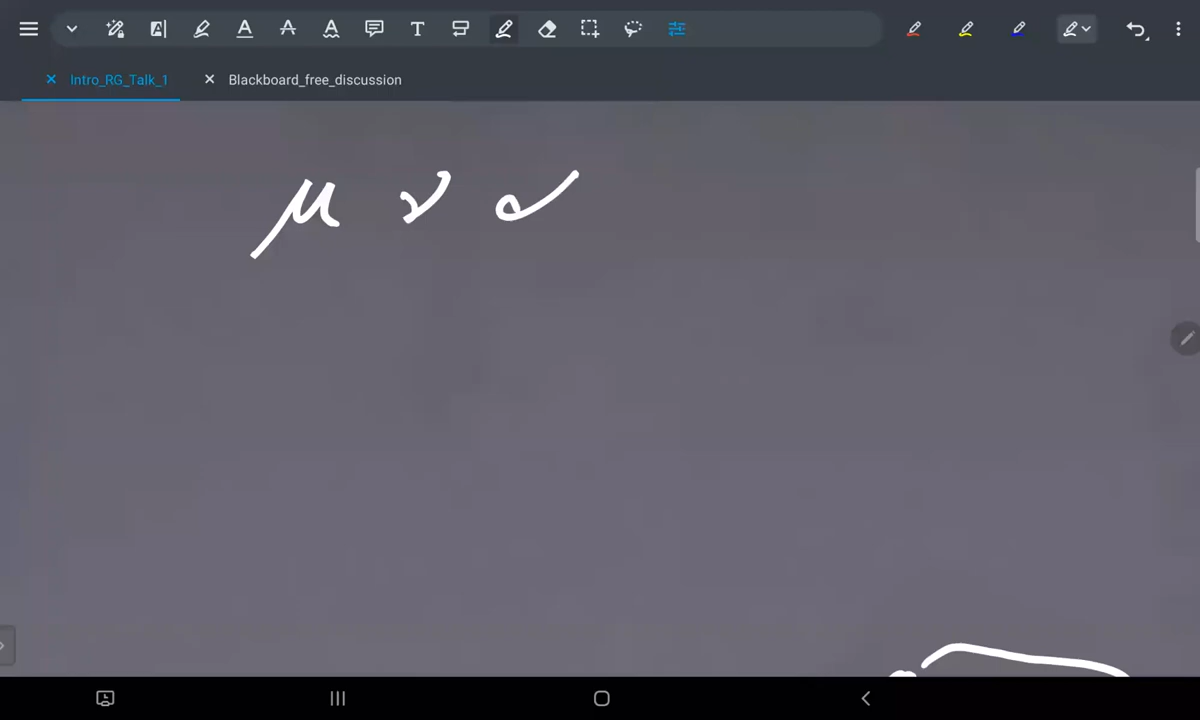 Intro_RG_Talk_1 Blackboard_free_discussion
μ ν